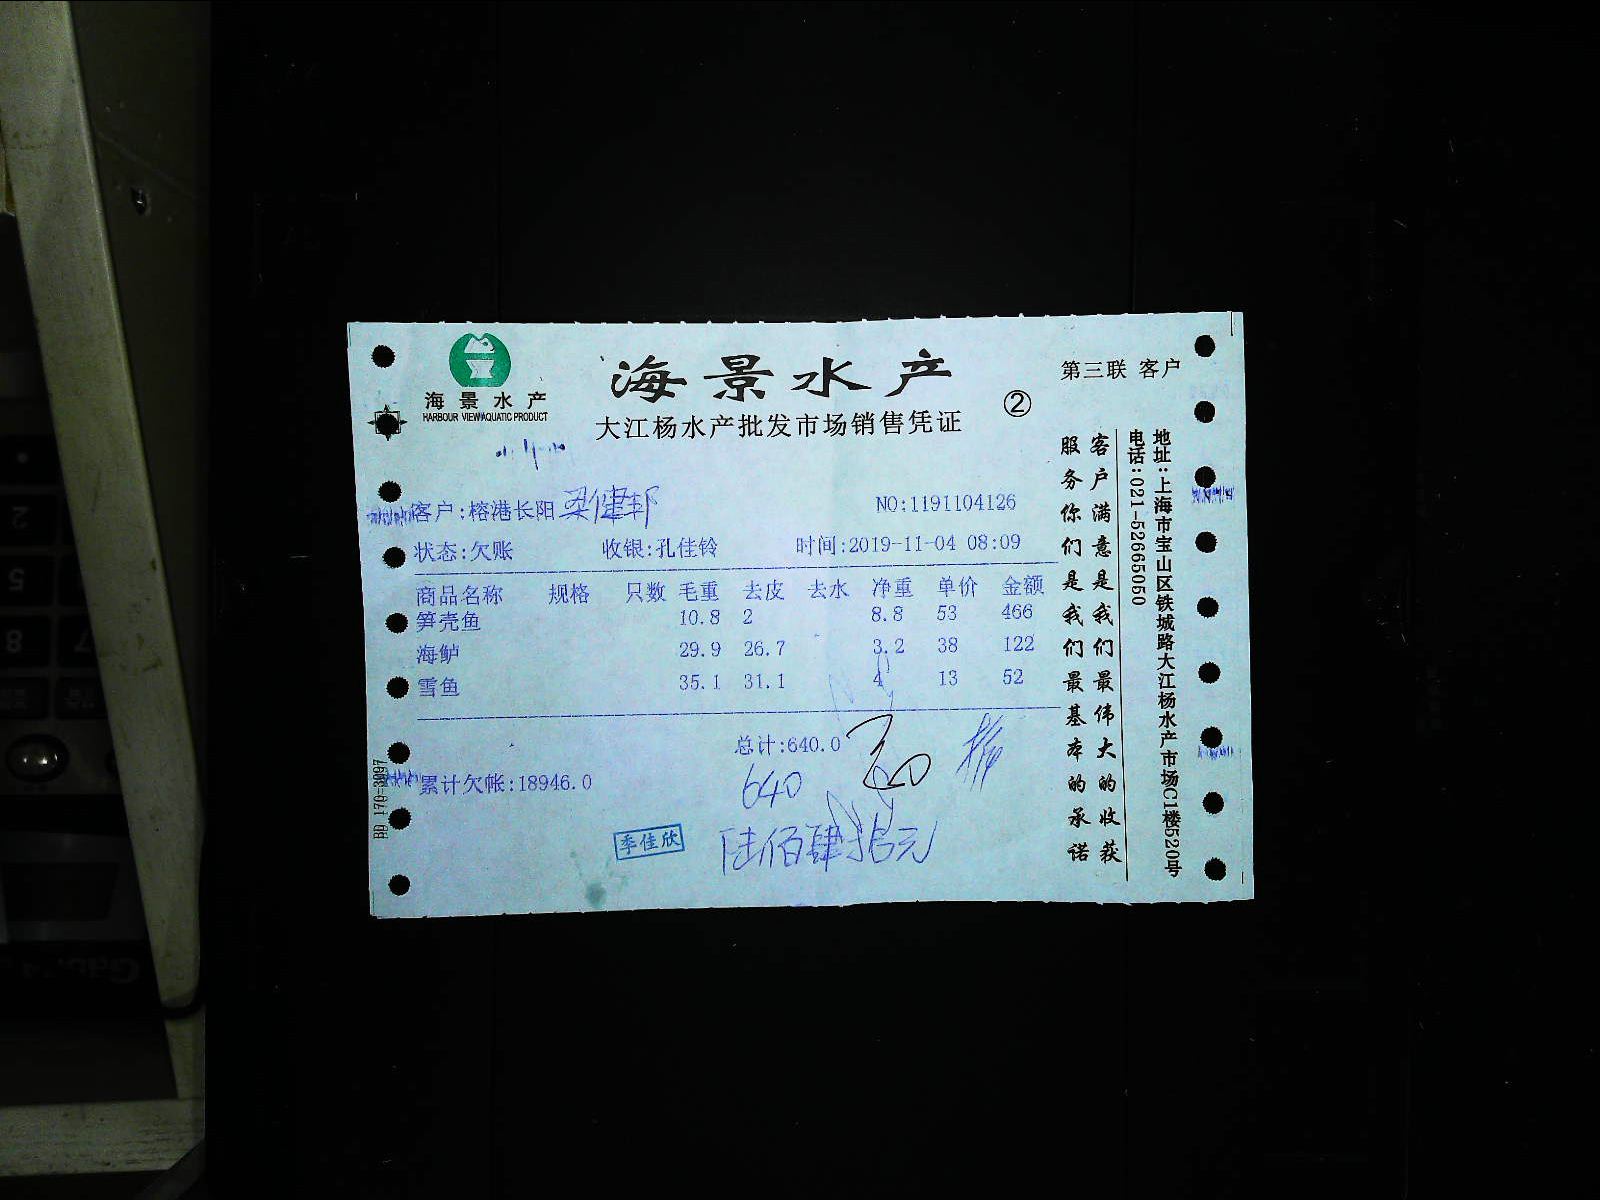 海景水产
HARBOUR VIEW AQUATIC PRODUCT
海景水产
大江杨水产批发市场销售凭证
②
第三联 客户
客户:榕港长阳 梁健邦
NO:1191104126
状态:欠账 收银:孔佳铃 时间:2019-11-04 08:09
商品名称 规格 只数 毛重 去皮 去水 净重 单价 金额
笋壳鱼 10.8 2 8.8 53 466
海鲈 29.9 26.7 3.2 38 122
雪鱼 35.1 31.1 4 13 52
总计:640.0
累计欠帐:18946.0
640
季佳欣
陆佰肆拾元
客户满意是我们最伟大的收获
服务你们是我们最基本的承诺
地址:上海市宝山区铁城路大江杨水产市场C1楼520号
电话:021-52665050
2
5
8
7